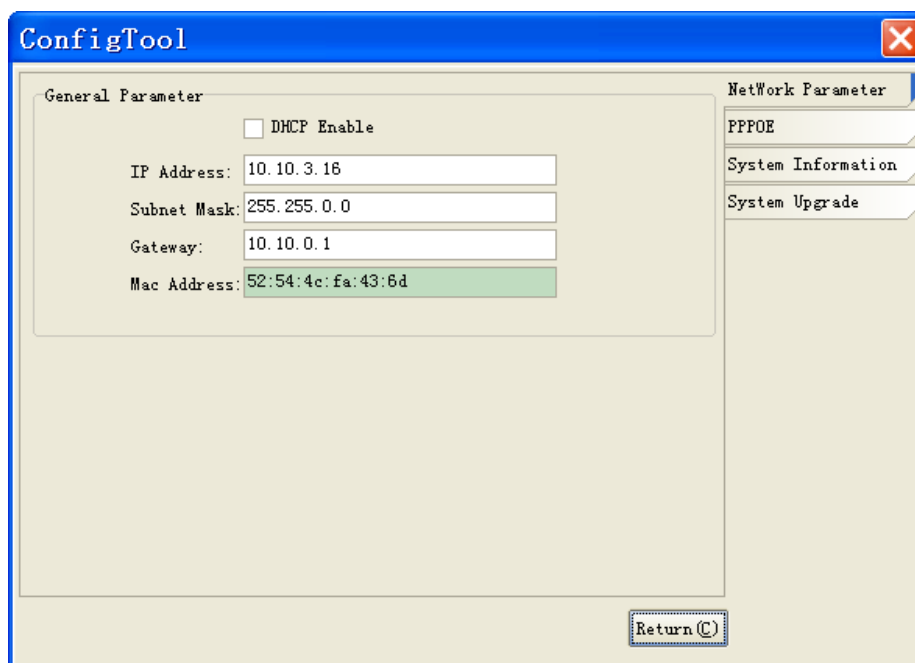 ConfigTool
General Parameter
DHCP Enable
IP Address: 10.10.3.16
Subnet Mask: 255.255.0.0
Gateway: 10.10.0.1
Mac Address: 52:54:4c:fa:43:6d
NetWork Parameter
PPPOE
System Information
System Upgrade
Return(C)